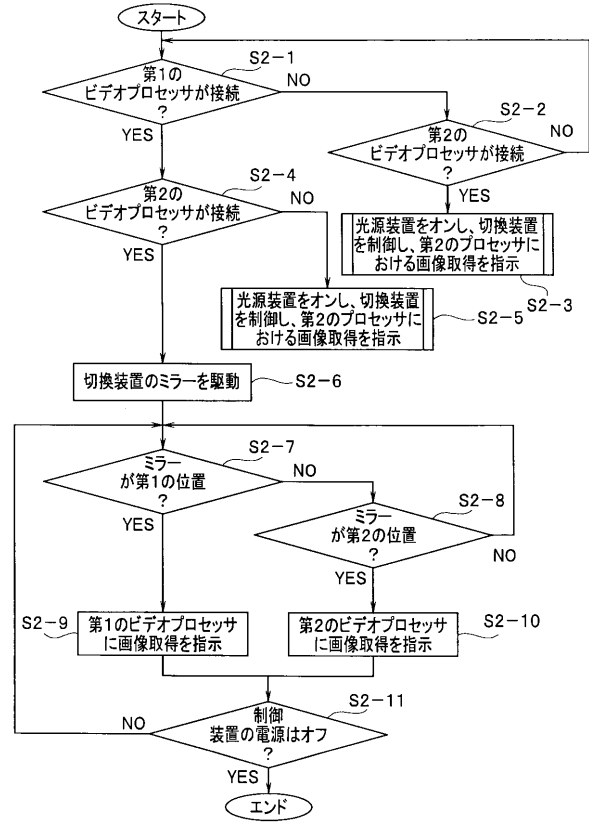 スタート
S2-1
第1の
ビデオプロセッサが接続
?
NO
YES
S2-2
第2の
ビデオプロセッサが接続
?
NO
YES
S2-4
第2の
ビデオプロセッサが接続
?
NO
YES
光源装置をオンし、切換装置
を制御し、第2のプロセッサに
おける画像取得を指示
S2-3
光源装置をオンし、切換装置
を制御し、第2のプロセッサに
おける画像取得を指示
S2-5
切換装置のミラーを駆動
S2-6
S2-7
ミラー
が第1の位置
?
NO
YES
S2-8
ミラー
が第2の位置
?
NO
YES
S2-9
第1のビデオプロセッサ
に画像取得を指示
第2のビデオプロセッサ
に画像取得を指示
S2-10
S2-11
制御
装置の電源はオフ
?
NO
YES
エンド